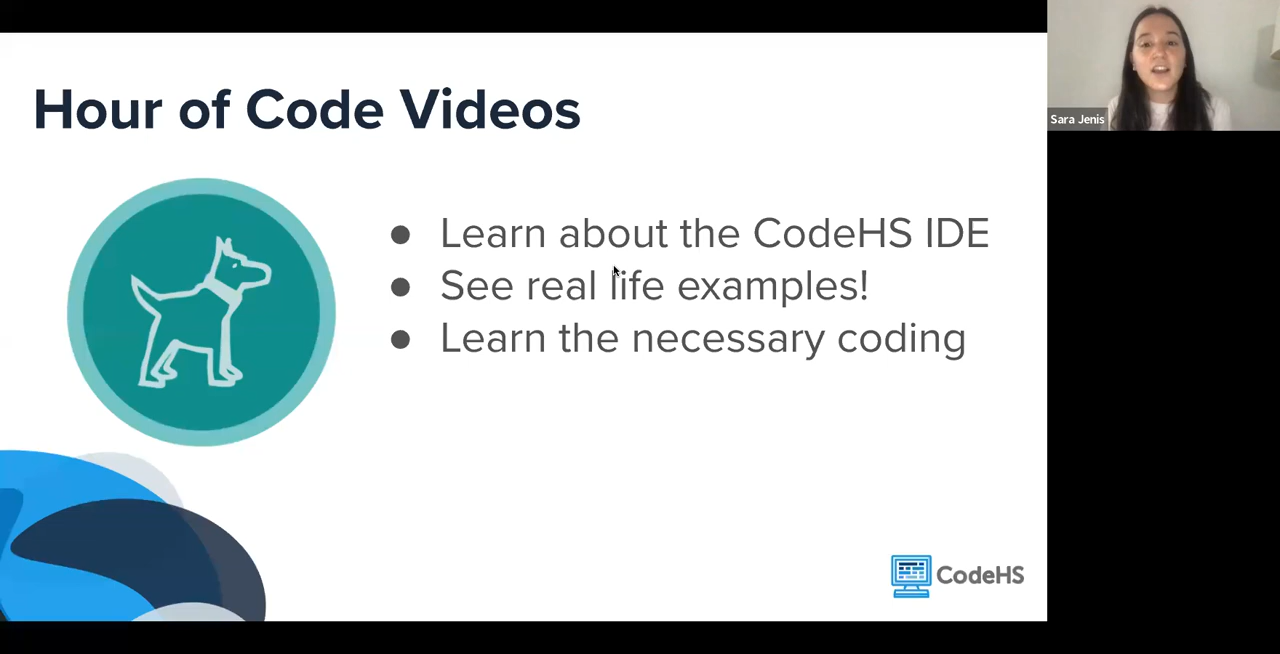 Hour of Code Videos
Sara Jenis
● Learn about the CodeHS IDE
● See real life examples!
● Learn the necessary coding
CodeHS